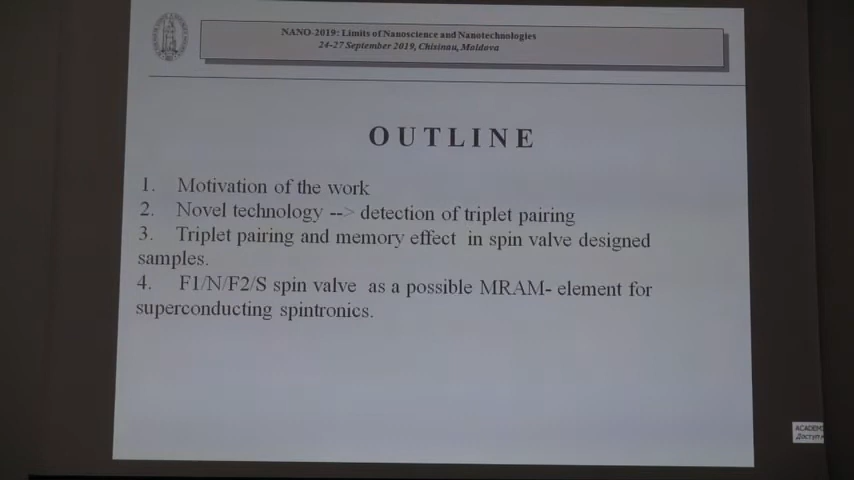 NANO-2019: Limits of Nanoscience and Nanotechnologies
24-27 September 2019, Chisinau, Moldova
OUTLINE
1. Motivation of the work
2. Novel technology --> detection of triplet pairing
3. Triplet pairing and memory effect in spin valve designed
samples.
4. F1/N/F2/S spin valve as a possible MRAM- element for
superconducting spintronics.